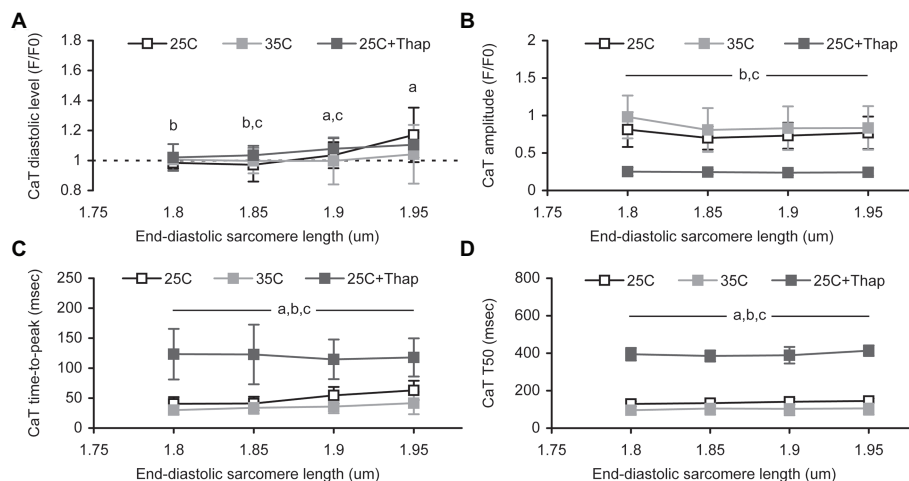 A
25C 35C 25C+Thap
CaT diastolic level (F/F0)
1.8
1.6
1.4
1.2
1
0.8
b b,c a,c a
1.75 1.8 1.85 1.9 1.95
End-diastolic sarcomere length (um)
B
25C 35C 25C+Thap
CaT amplitude (F/F0)
2
1.5
1
0.5
0
b,c
1.75 1.8 1.85 1.9 1.95
End-diastolic sarcomere length (um)
C
25C 35C 25C+Thap
CaT time-to-peak (msec)
250
200
150
100
50
0
a,b,c
1.75 1.8 1.85 1.9 1.95
End-diastolic sarcomere length (um)
D
25C 35C 25C+Thap
CaT T50 (msec)
800
600
400
200
0
a,b,c
1.75 1.8 1.85 1.9 1.95
End-diastolic sarcomere length (um)